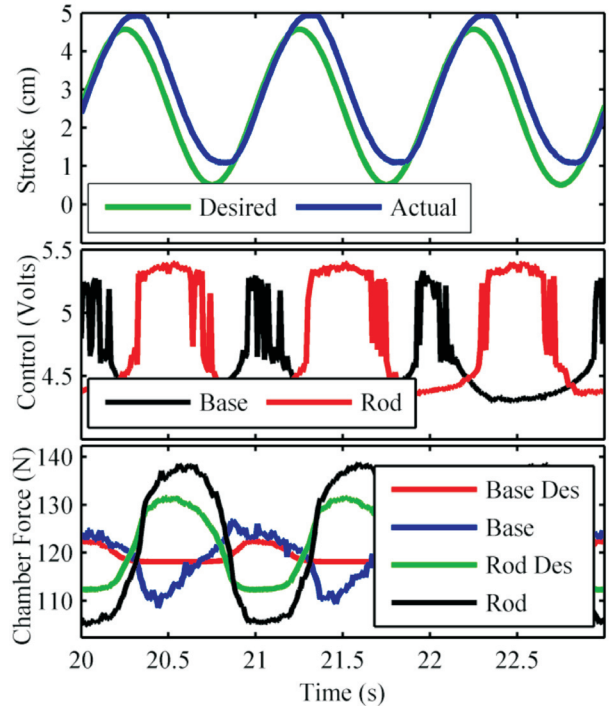 5
4
3
2
1
0
Stroke (cm)
Desired Actual
5.5
5
4.5
Control (Volts)
Base Rod
140
130
120
110
Chamber Force (N)
Base Des
Base
Rod Des
Rod
20 20.5 21 21.5 22 22.5
Time (s)